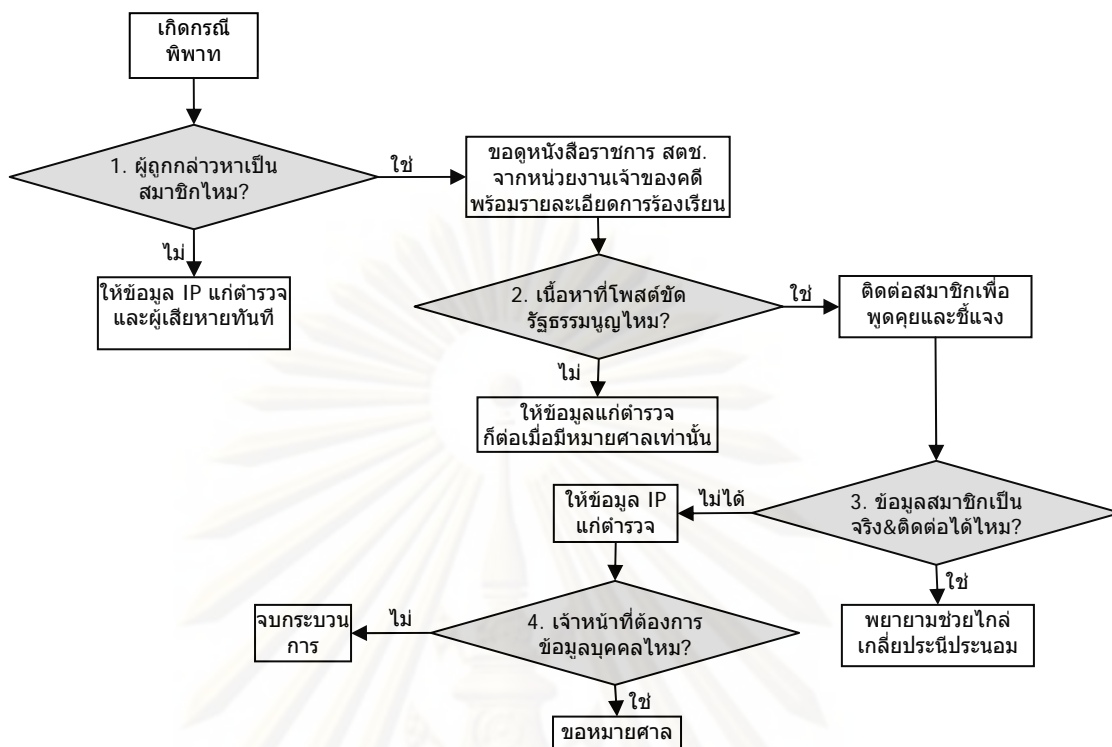 เกิดกรณี
พิพาท
1. ผู้ถูกกล่าวหาเป็น
สมาชิกไหม?
ใช่
ขอดูหนังสือราชการ สตช.
จากหน่วยงานเจ้าของคดี
พร้อมรายละเอียดการร้องเรียน
ไม่
ให้ข้อมูล IP แก่ตำรวจ
และผู้เสียหายทันที
2. เนื้อหาที่โพสต์ขัด
รัฐธรรมนูญไหม?
ใช่
ติดต่อสมาชิกเพื่อ
พูดคุยและชี้แจง
ไม่
ให้ข้อมูลแก่ตำรวจ
ก็ต่อเมื่อมีหมายศาลเท่านั้น
3. ข้อมูลสมาชิกเป็น
จริง&ติดต่อได้ไหม?
ไม่ได้
ให้ข้อมูล IP
แก่ตำรวจ
ใช่
พยายามช่วยไกล่
เกลี่ยประนีประนอม
4. เจ้าหน้าที่ต้องการ
ข้อมูลบุคคลไหม?
ไม่
จบกระบวน
การ
ใช่
ขอหมายศาล